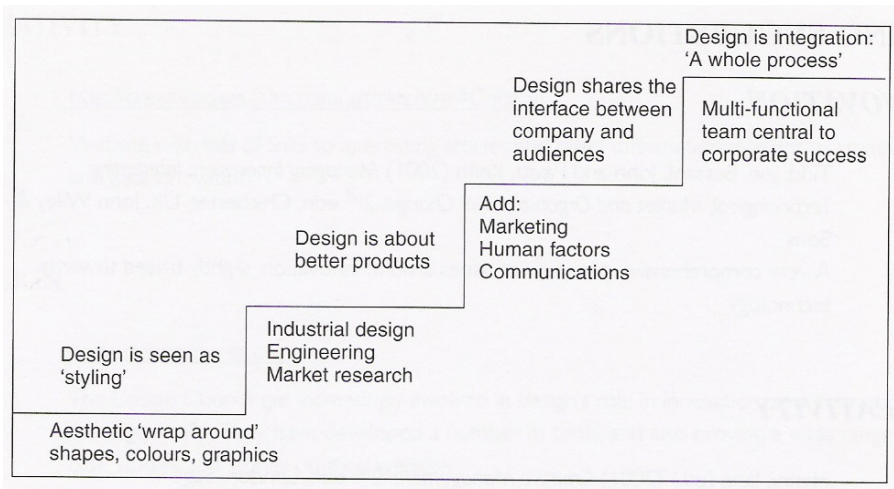 Design is integration:
‘A whole process’
Design shares the
interface between
company and
audiences
Multi-functional
team central to
corporate success
Design is about
better products
Add:
Marketing
Human factors
Communications
Design is seen as
‘styling’
Industrial design
Engineering
Market research
Aesthetic ‘wrap around’
shapes, colours, graphics